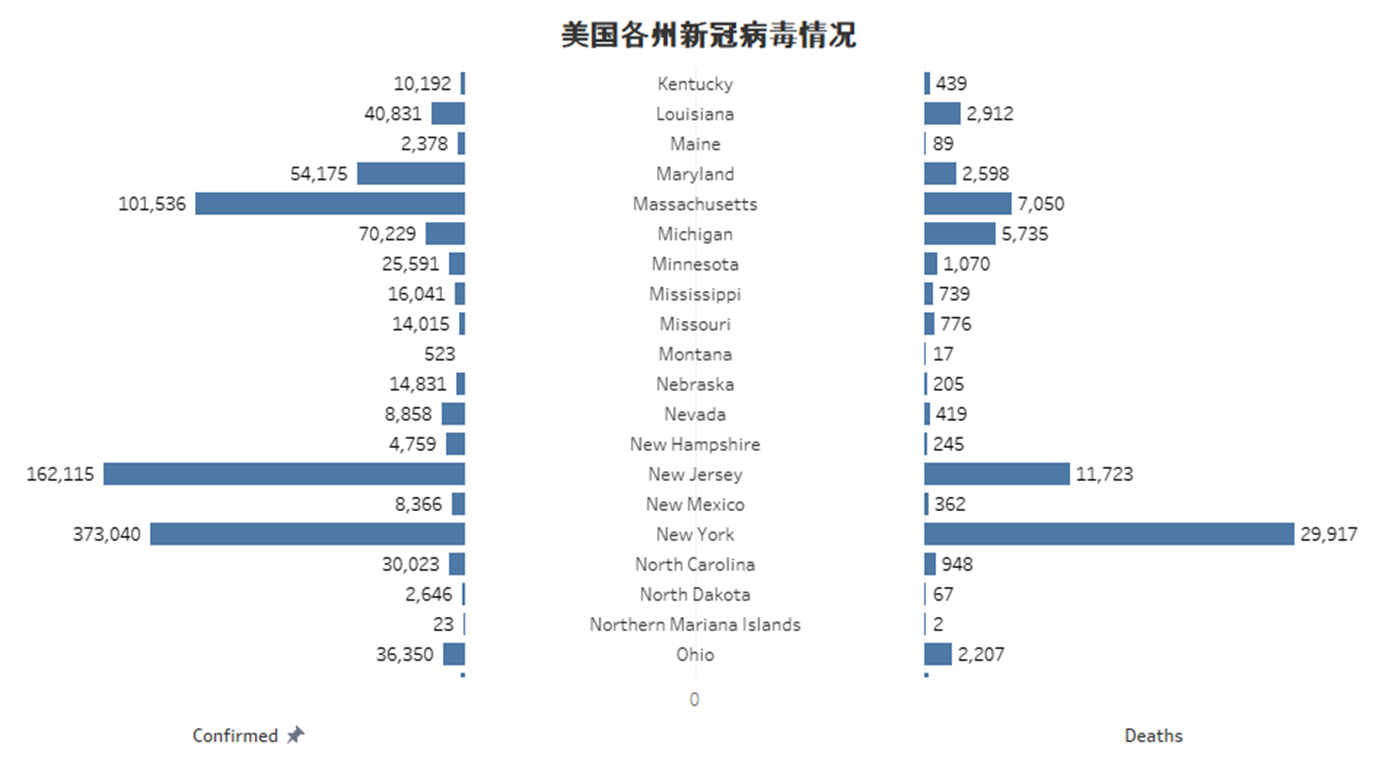 美国各州新冠病毒情况
10,192 Kentucky 439
40,831 Louisiana 2,912
2,378 Maine 89
54,175 Maryland 2,598
101,536 Massachusetts 7,050
70,229 Michigan 5,735
25,591 Minnesota 1,070
16,041 Mississippi 739
14,015 Missouri 776
523 Montana 17
14,831 Nebraska 205
8,858 Nevada 419
4,759 New Hampshire 245
162,115 New Jersey 11,723
8,366 New Mexico 362
373,040 New York 29,917
30,023 North Carolina 948
2,646 North Dakota 67
23 Northern Mariana Islands 2
36,350 Ohio 2,207
0
Confirmed Deaths